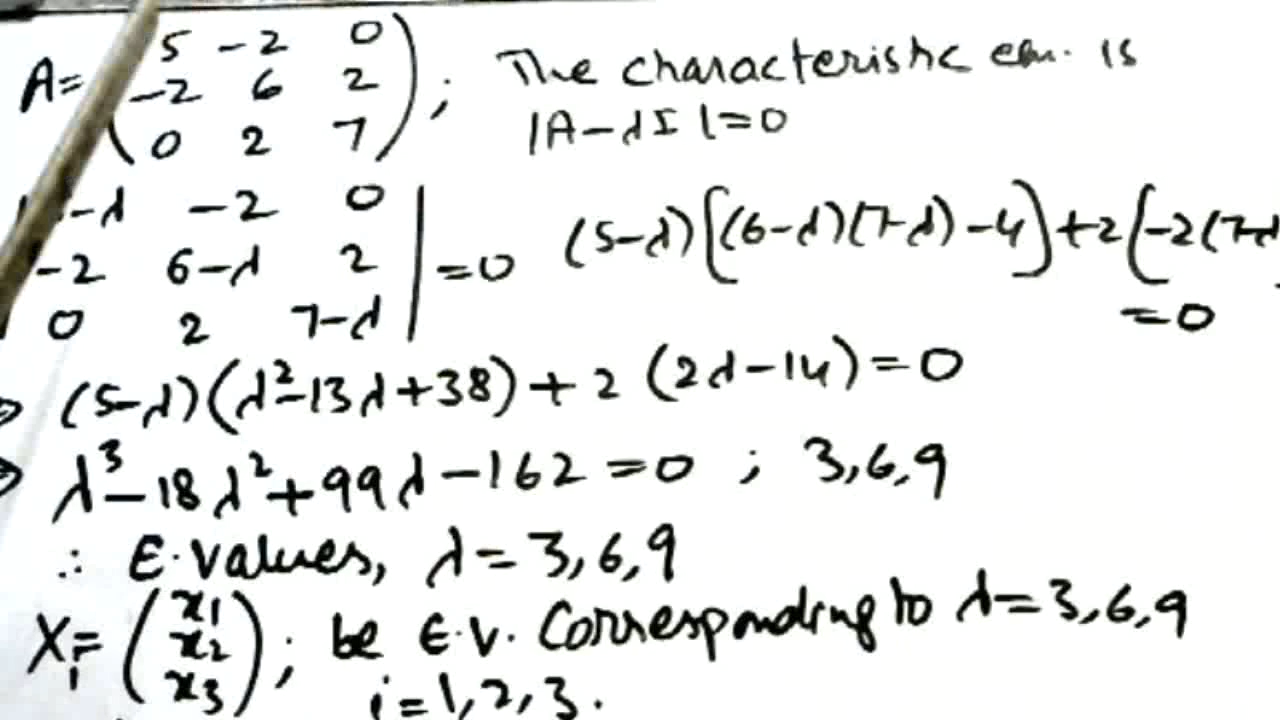 A = ( 5 -2 0
-2 6 2
0 2 7 ) ; The characteristic eqn. is
|A-λI|=0
-λ -2 0
-2 6-λ 2
0 2 7-λ | =0 (5-λ)[(6-λ)(7-λ)-4]+2(-2(7-λ
=0
(5-λ)(λ²-13λ+38)+2(2λ-14)=0
λ³-18λ²+99λ-162=0 ; 3,6,9
∴ E.values, λ=3,6,9
Xi= (x1
x2
x3) ; be E.V. Corresponding to λ=3,6,9
i=1,2,3.